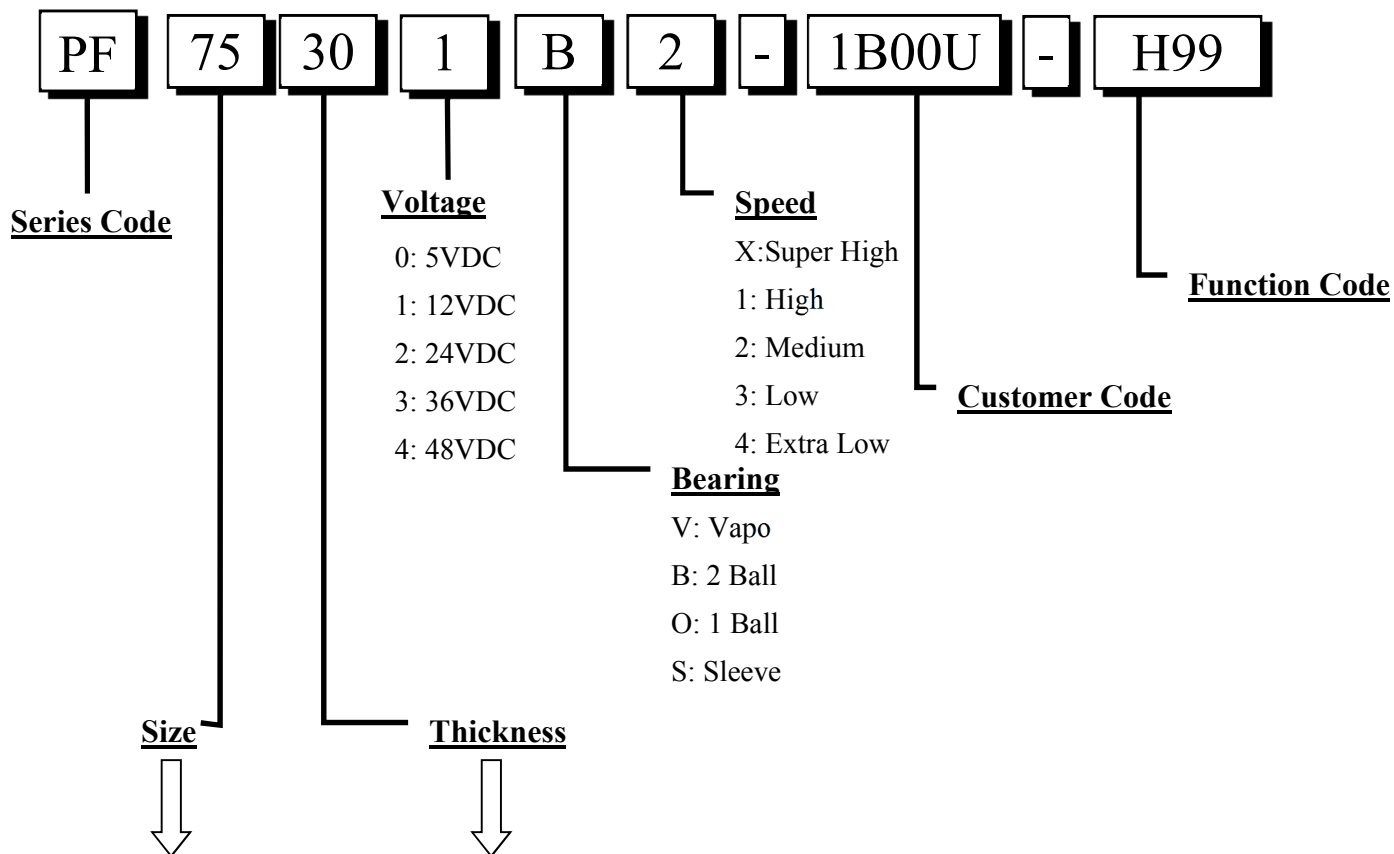 PF 75 30 1 B 2 - 1B00U - H99
Series Code
Voltage
0: 5VDC
1: 12VDC
2: 24VDC
3: 36VDC
4: 48VDC
Speed
X:Super High
1: High
2: Medium
3: Low
4: Extra Low
Function Code
Customer Code
Bearing
V: Vapo
B: 2 Ball
O: 1 Ball
S: Sleeve
Size
Thickness